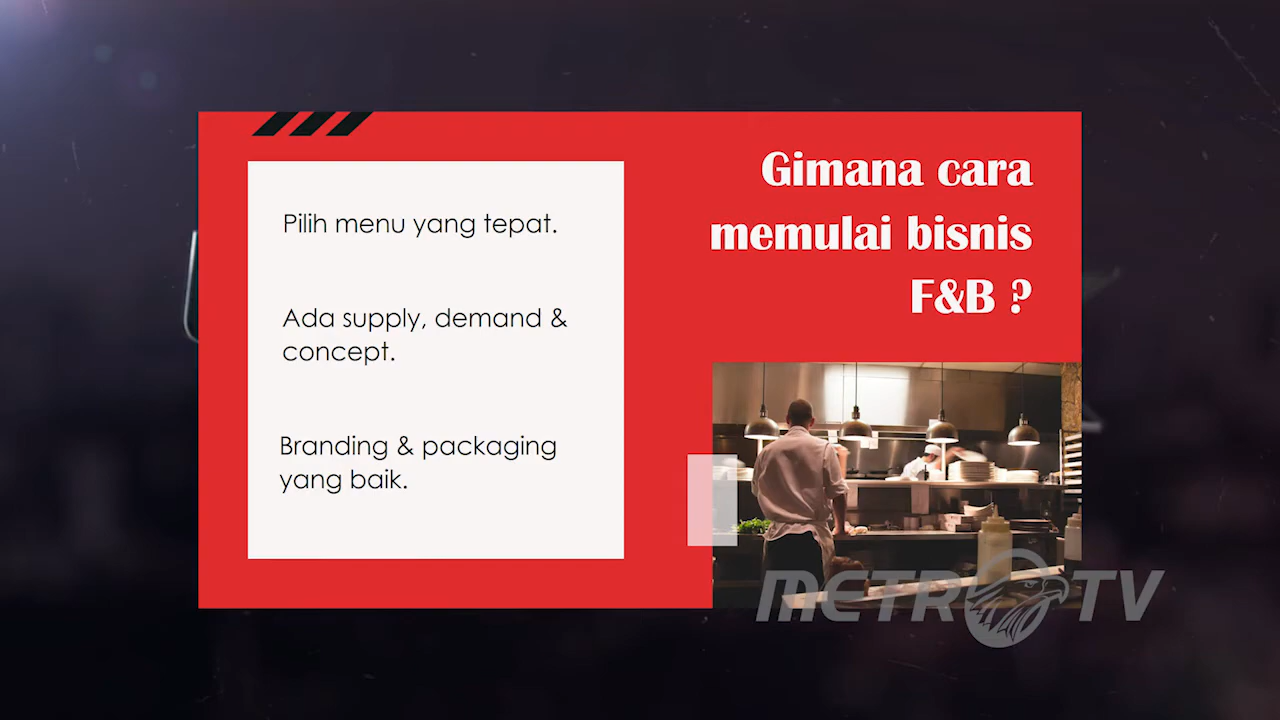 Gimana cara
memulai bisnis
F&B ?
Pilih menu yang tepat.
Ada supply, demand &
concept.
Branding & packaging
yang baik.
METRO TV